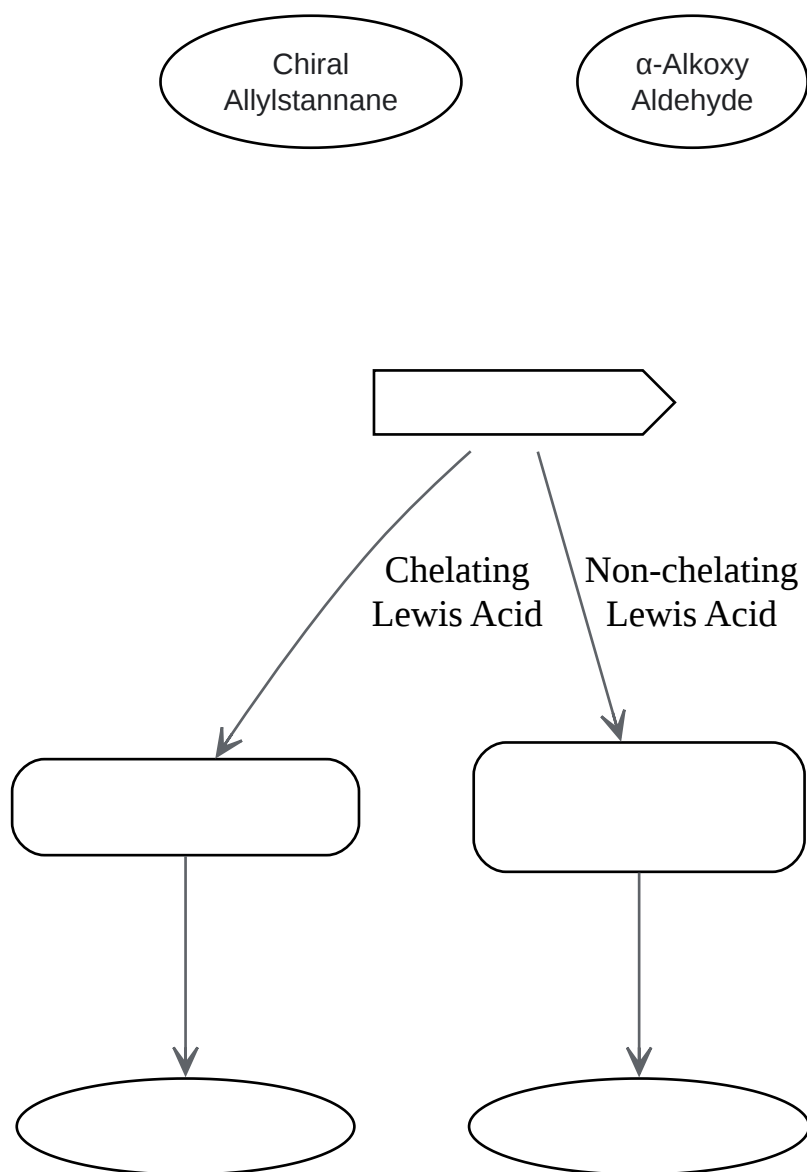 Chiral
Allylstannane
α-Alkoxy
Aldehyde
Chelating
Lewis Acid
Non-chelating
Lewis Acid